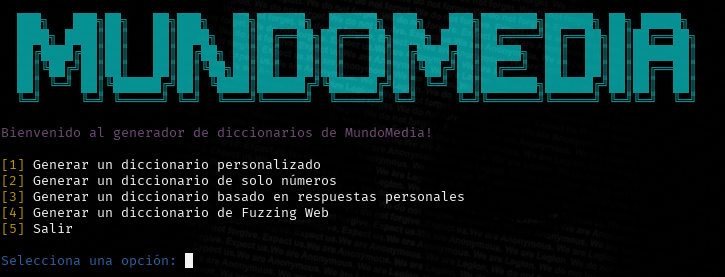 MUNDOMEDIA
Bienvenido al generador de diccionarios de MundoMedia!
[1] Generar un diccionario personalizado
[2] Generar un diccionario de solo números
[3] Generar un diccionario basado en respuestas personales
[4] Generar un diccionario de Fuzzing Web
[5] Salir
Selecciona una opción: